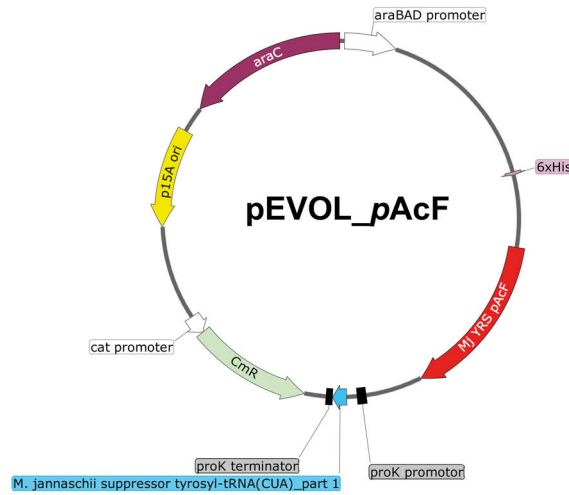 araBAD promoter
araC
p15A ori
6xHis
pEVOL_pAcF
Mj YRS pAcF
cat promoter
CmR
proK terminator
proK promotor
M. jannaschii suppressor tyrosyl-tRNA(CUA)_part 1